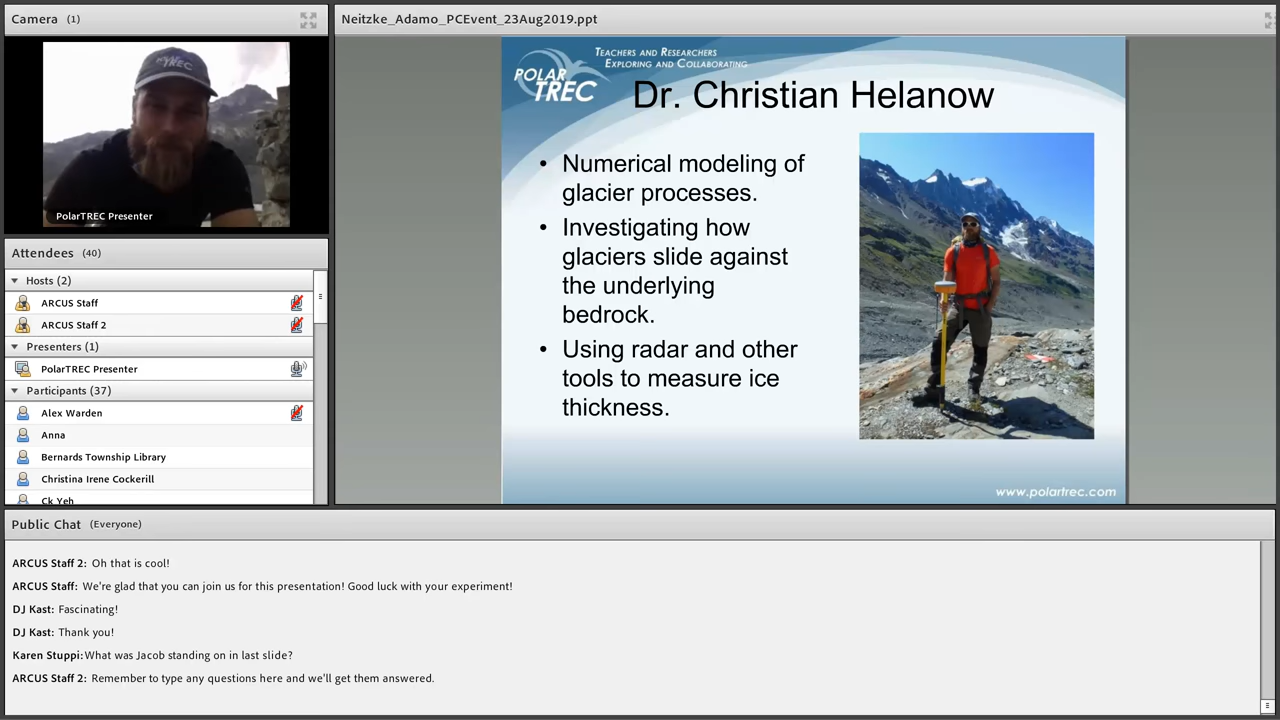 Camera (1)
TREC
PolarTREC Presenter
Attendees (40)
Hosts (2)
ARCUS Staff
ARCUS Staff 2
Presenters (1)
PolarTREC Presenter
Participants (37)
Alex Warden
Anna
Bernards Township Library
Christina Irene Cockerill
Ck Yeh
Neitzke_Adamo_PCEvent_23Aug2019.ppt
TEACHERS AND RESEARCHERS
EXPLORING AND COLLABORATING
POLAR
TREC
Dr. Christian Helanow
• Numerical modeling of
glacier processes.
• Investigating how
glaciers slide against
the underlying
bedrock.
• Using radar and other
tools to measure ice
thickness.
www.polartrec.com
Public Chat (Everyone)
ARCUS Staff 2: Oh that is cool!
ARCUS Staff: We're glad that you can join us for this presentation! Good luck with your experiment!
DJ Kast: Fascinating!
DJ Kast: Thank you!
Karen Stuppi: What was Jacob standing on in last slide?
ARCUS Staff 2: Remember to type any questions here and we'll get them answered.